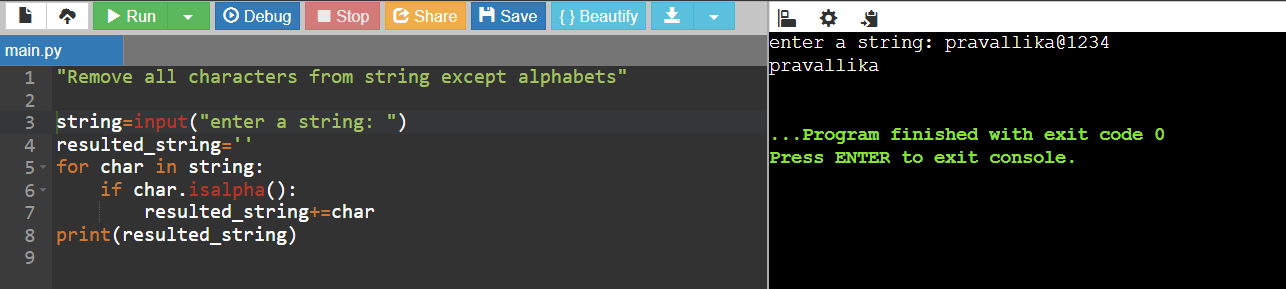 Run Debug Stop Share Save { } Beautify
main.py
1 "Remove all characters from string except alphabets"
2
3 string=input("enter a string: ")
4 resulted_string=''
5 for char in string:
6     if char.isalpha():
7         resulted_string+=char
8 print(resulted_string)
9
enter a string: pravallika@1234
pravallika
...Program finished with exit code 0
Press ENTER to exit console.